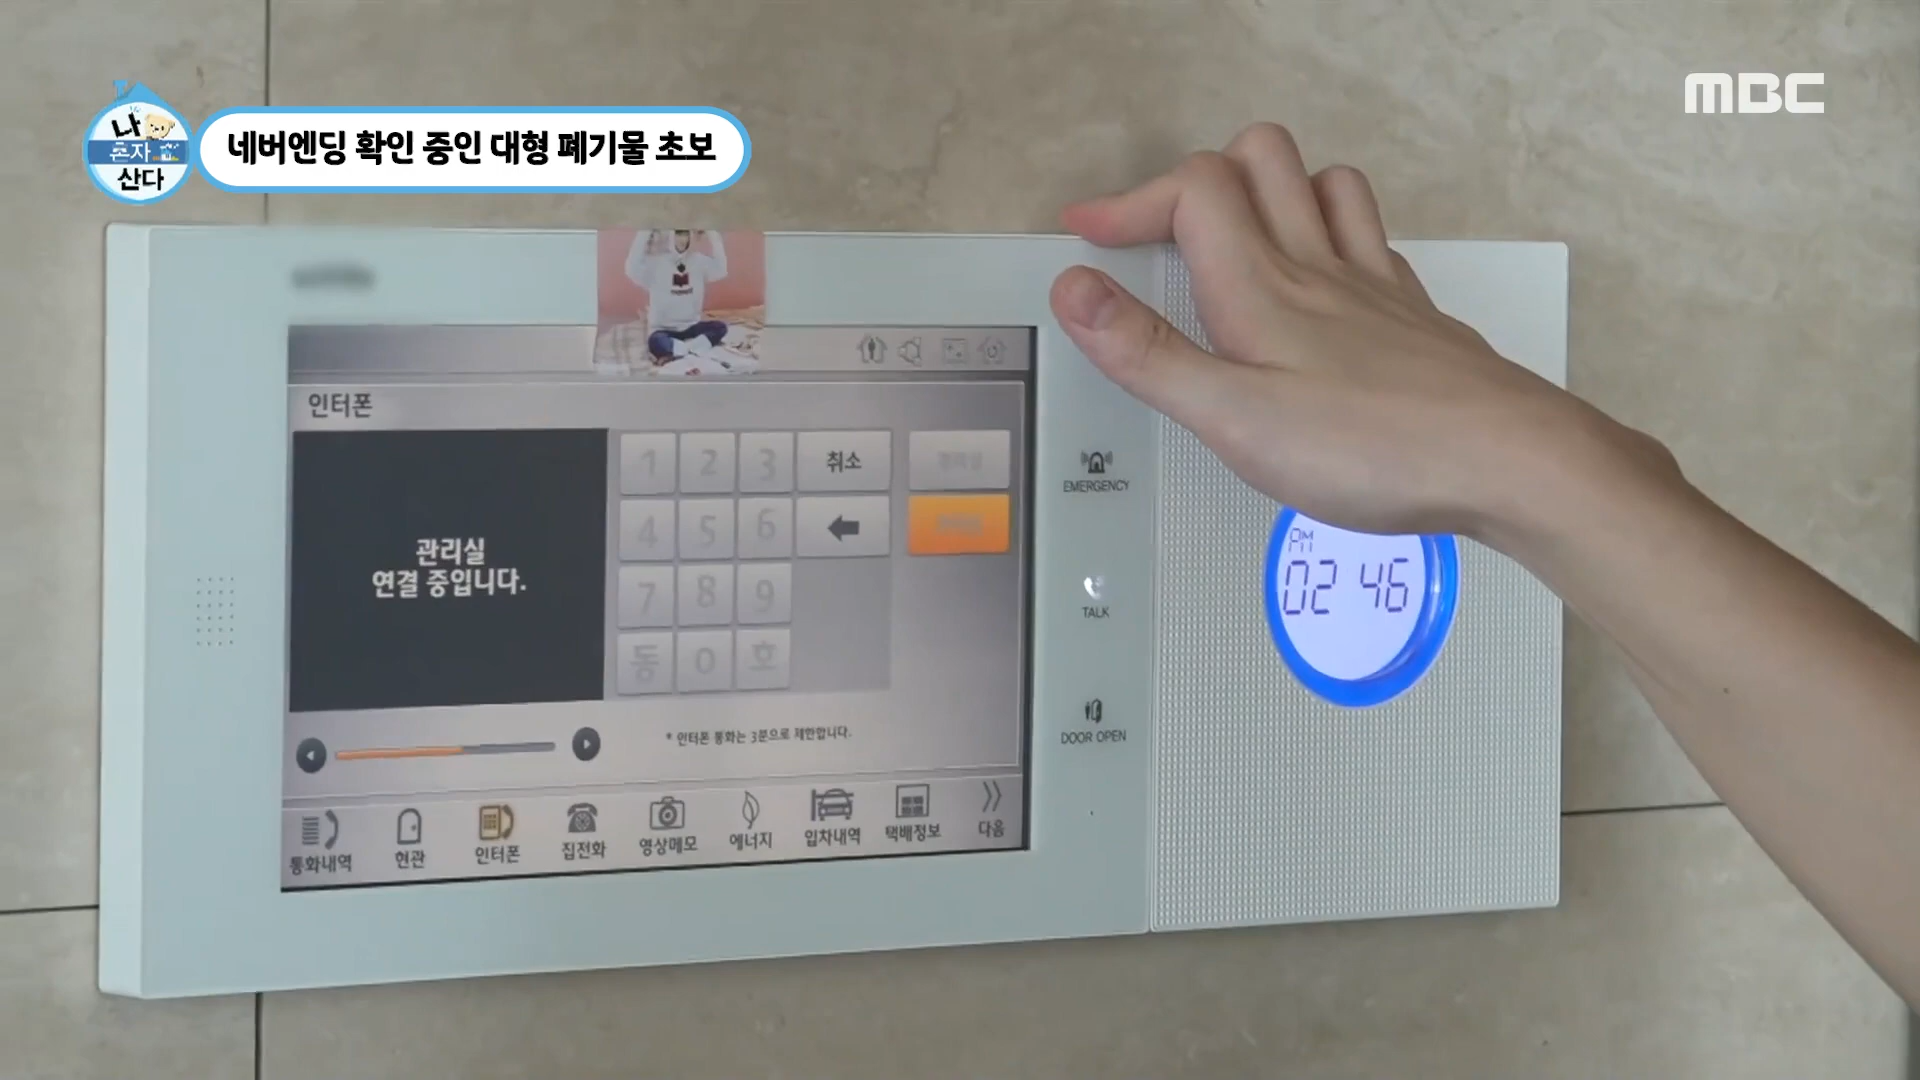 MBC
나
혼자
산다
네버엔딩 확인 중인 대형 폐기물 초보
인터폰
관리실
연결 중입니다.
1 2 3 취소
4 5 6
7 8 9
동 0 호
* 인터폰 통화는 3분으로 제한합니다.
통화내역 현관 인터폰 집전화 영상메모 에너지 입차내역 택배정보 다음
EMERGENCY
TALK
DOOR OPEN
PM
02 46